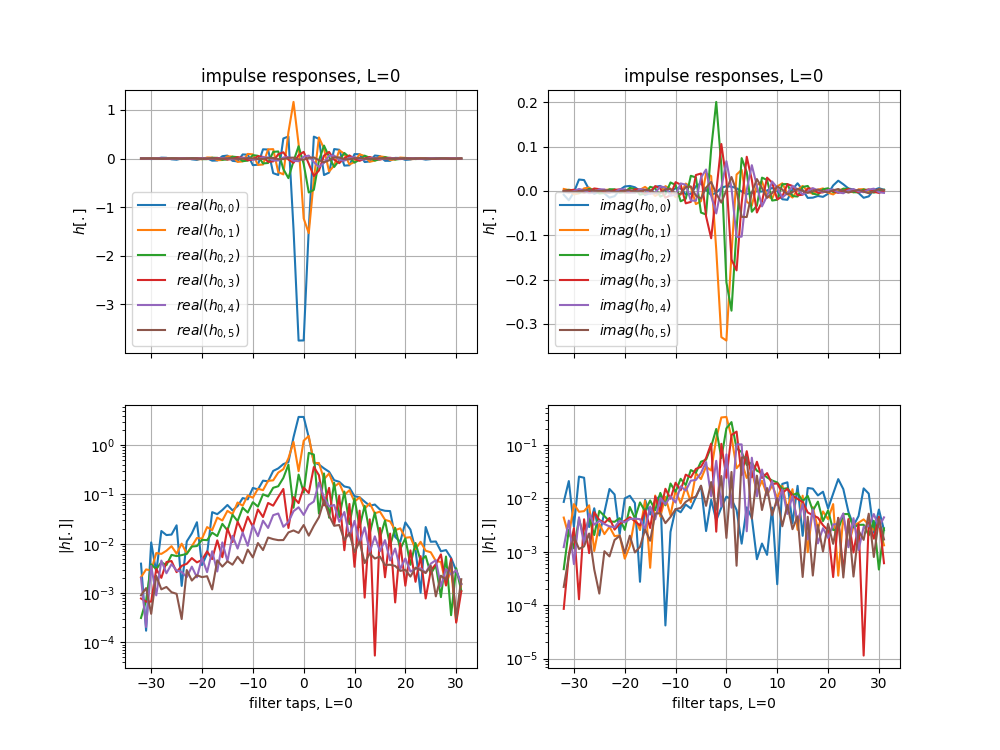 impulse responses, L=0
1
0
−1
−2
−3
h[.]
real(h0,0)
real(h0,1)
real(h0,2)
real(h0,3)
real(h0,4)
real(h0,5)
impulse responses, L=0
0.2
0.1
0.0
−0.1
−0.2
−0.3
h[.]
imag(h0,0)
imag(h0,1)
imag(h0,2)
imag(h0,3)
imag(h0,4)
imag(h0,5)
10⁰
10⁻¹
10⁻²
10⁻³
10⁻⁴
|h[.]|
−30 −20 −10 0 10 20 30
filter taps, L=0
10⁻¹
10⁻²
10⁻³
10⁻⁴
10⁻⁵
|h[.]|
−30 −20 −10 0 10 20 30
filter taps, L=0